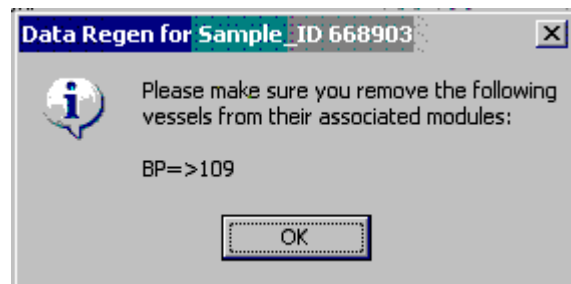 Data Regen for Sample_ID 668903
Please make sure you remove the following
vessels from their associated modules:
BP=>109
OK